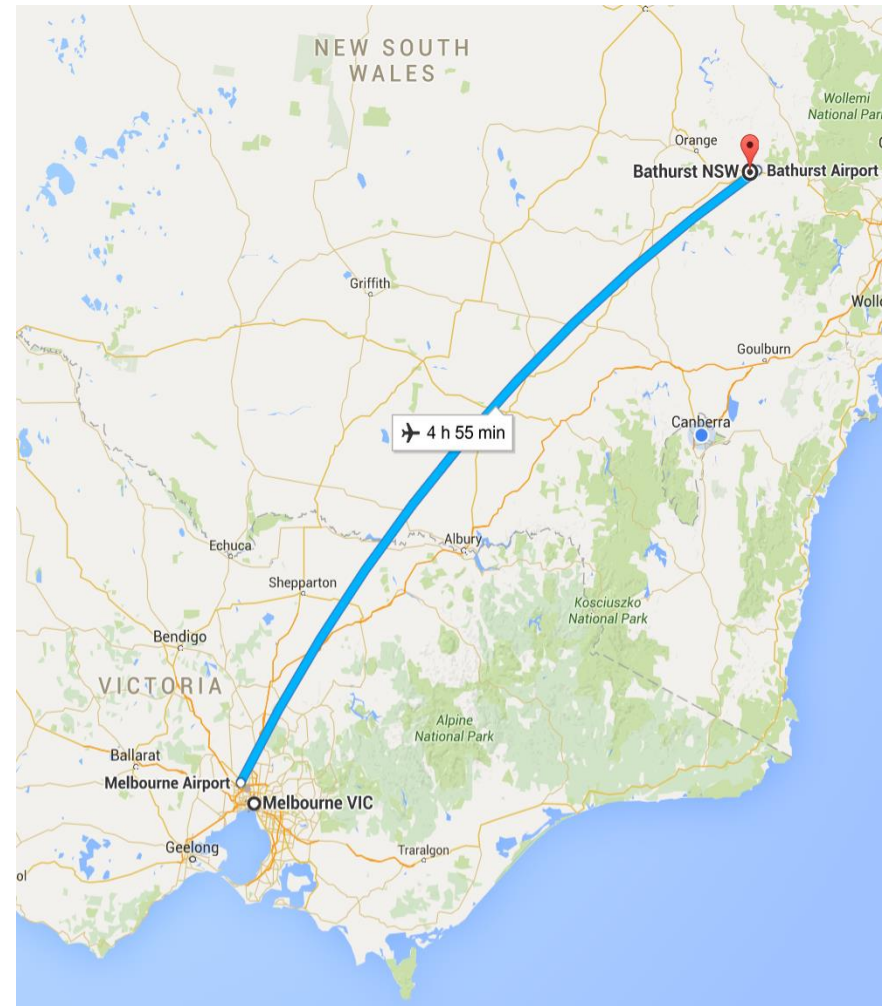 NEW SOUTH
WALES
Wollemi
National Par
Orange
Bathurst NSW
Bathurst Airport
Griffith
Wolle
Goulburn
Canberra
4 h 55 min
Echuca
Albury
Shepparton
Kosciuszko
National Park
Bendigo
VICTORIA
Alpine
National Park
Ballarat
Melbourne Airport
Melbourne VIC
Geelong
Traralgon
ol